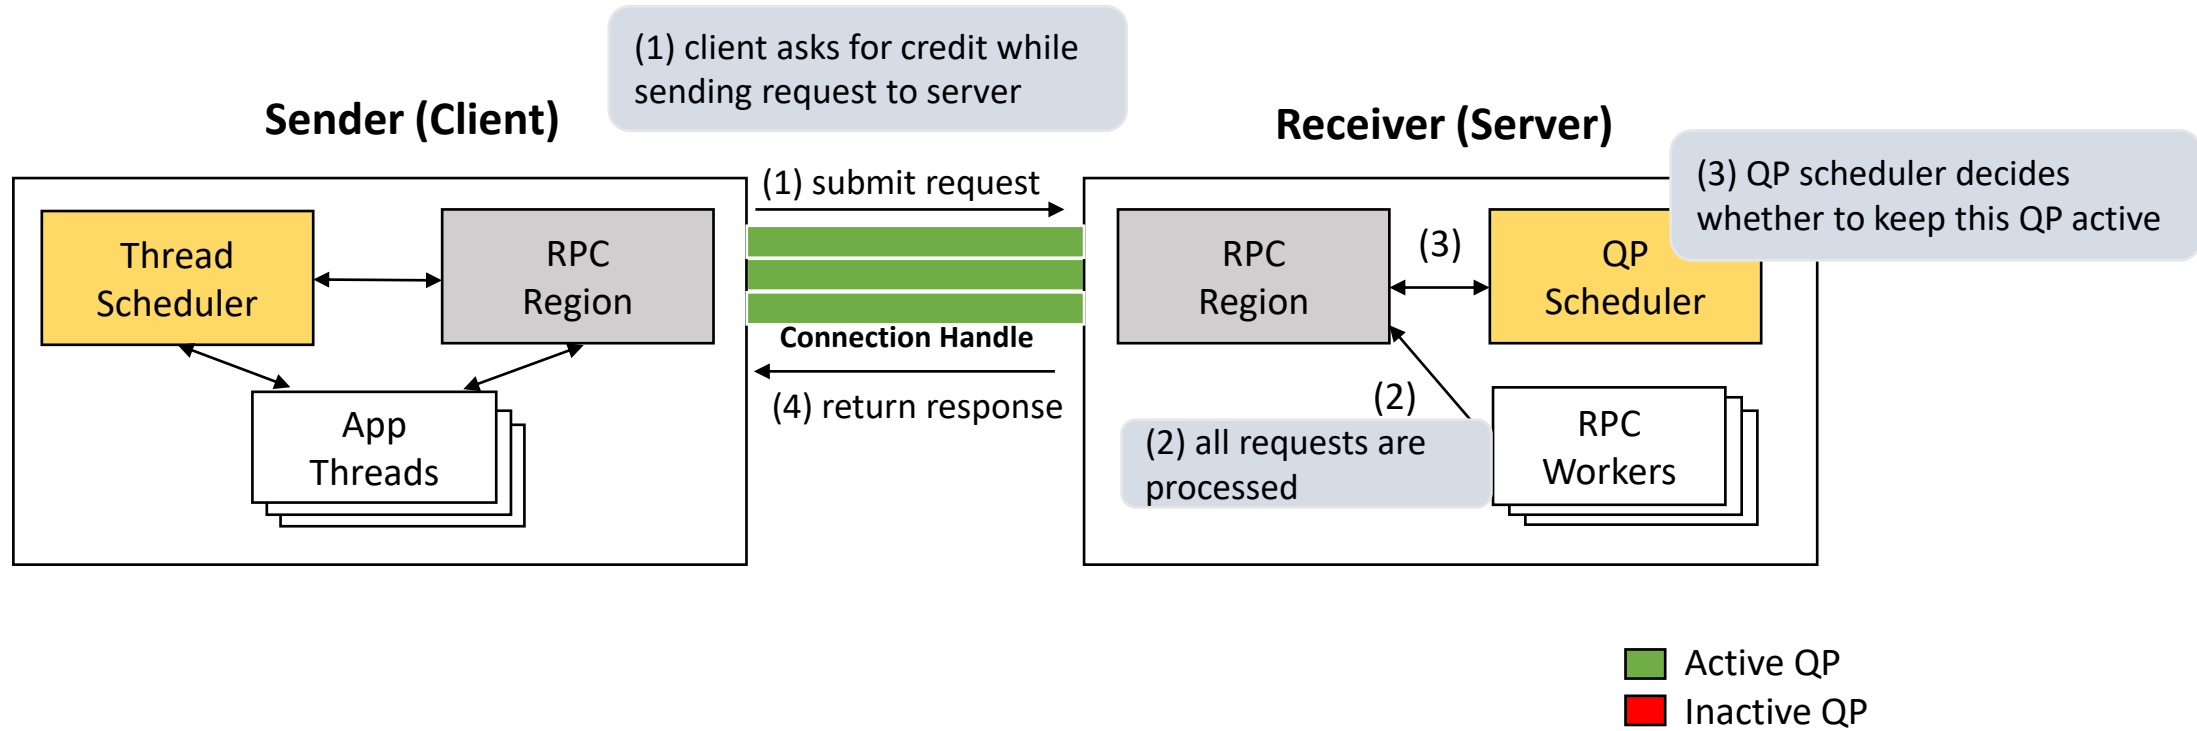 (1) client asks for credit while
sending request to server
Sender (Client)
Receiver (Server)
(3) QP scheduler decides
whether to keep this QP active
(1) submit request
Thread
Scheduler
RPC
Region
RPC
Region
(3)
QP
Scheduler
Connection Handle
(4) return response
App
Threads
(2)
(2) all requests are
processed
RPC
Workers
Active QP
Inactive QP